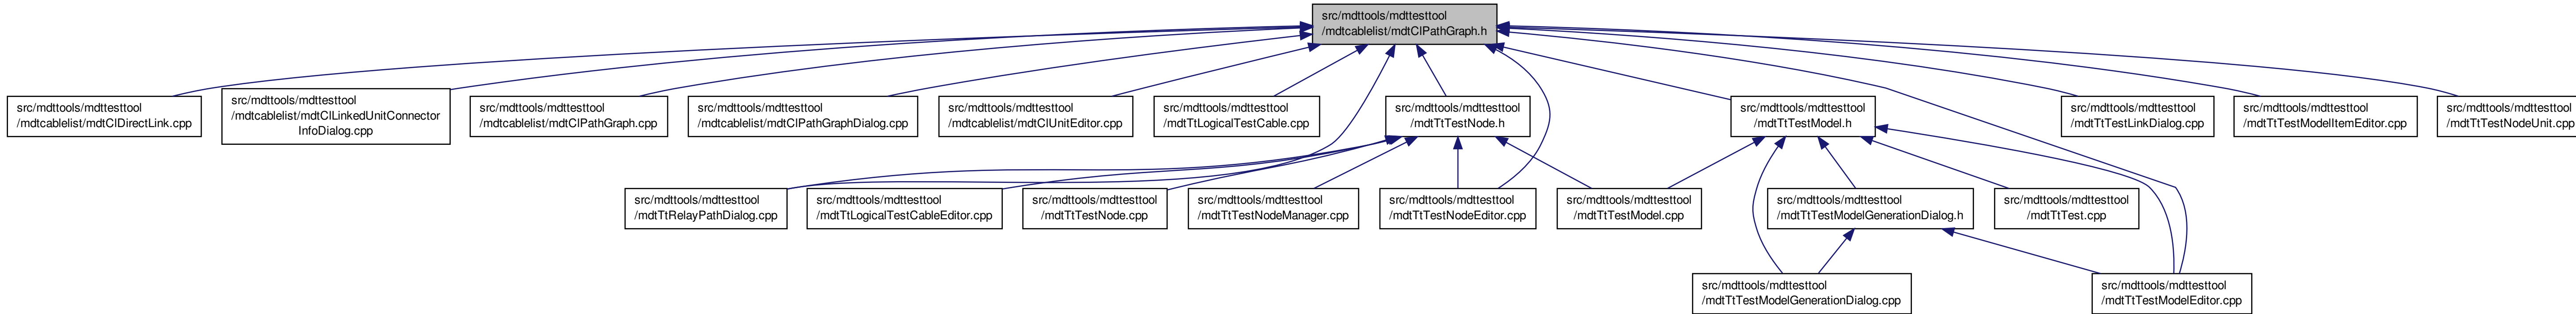 src/mdttools/mdttesttool
/mdtcablelist/mdtClPathGraph.h
src/mdttools/mdttesttool
/mdtcablelist/mdtClDirectLink.cpp
src/mdttools/mdttesttool
/mdtcablelist/mdtClLinkedUnitConnector
InfoDialog.cpp
src/mdttools/mdttesttool
/mdtcablelist/mdtClPathGraph.cpp
src/mdttools/mdttesttool
/mdtcablelist/mdtClPathGraphDialog.cpp
src/mdttools/mdttesttool
/mdtcablelist/mdtClUnitEditor.cpp
src/mdttools/mdttesttool
/mdtTtLogicalTestCable.cpp
src/mdttools/mdttesttool
/mdtTtTestNode.h
src/mdttools/mdttesttool
/mdtTtTestModel.h
src/mdttools/mdttesttool
/mdtTtTestLinkDialog.cpp
src/mdttools/mdttesttool
/mdtTtTestModelItemEditor.cpp
src/mdttools/mdttesttool
/mdtTtTestNodeUnit.cpp
src/mdttools/mdttesttool
/mdtTtRelayPathDialog.cpp
src/mdttools/mdttesttool
/mdtTtLogicalTestCableEditor.cpp
src/mdttools/mdttesttool
/mdtTtTestNode.cpp
src/mdttools/mdttesttool
/mdtTtTestNodeManager.cpp
src/mdttools/mdttesttool
/mdtTtTestNodeEditor.cpp
src/mdttools/mdttesttool
/mdtTtTestModel.cpp
src/mdttools/mdttesttool
/mdtTtTestModelGenerationDialog.h
src/mdttools/mdttesttool
/mdtTtTest.cpp
src/mdttools/mdttesttool
/mdtTtTestModelGenerationDialog.cpp
src/mdttools/mdttesttool
/mdtTtTestModelEditor.cpp